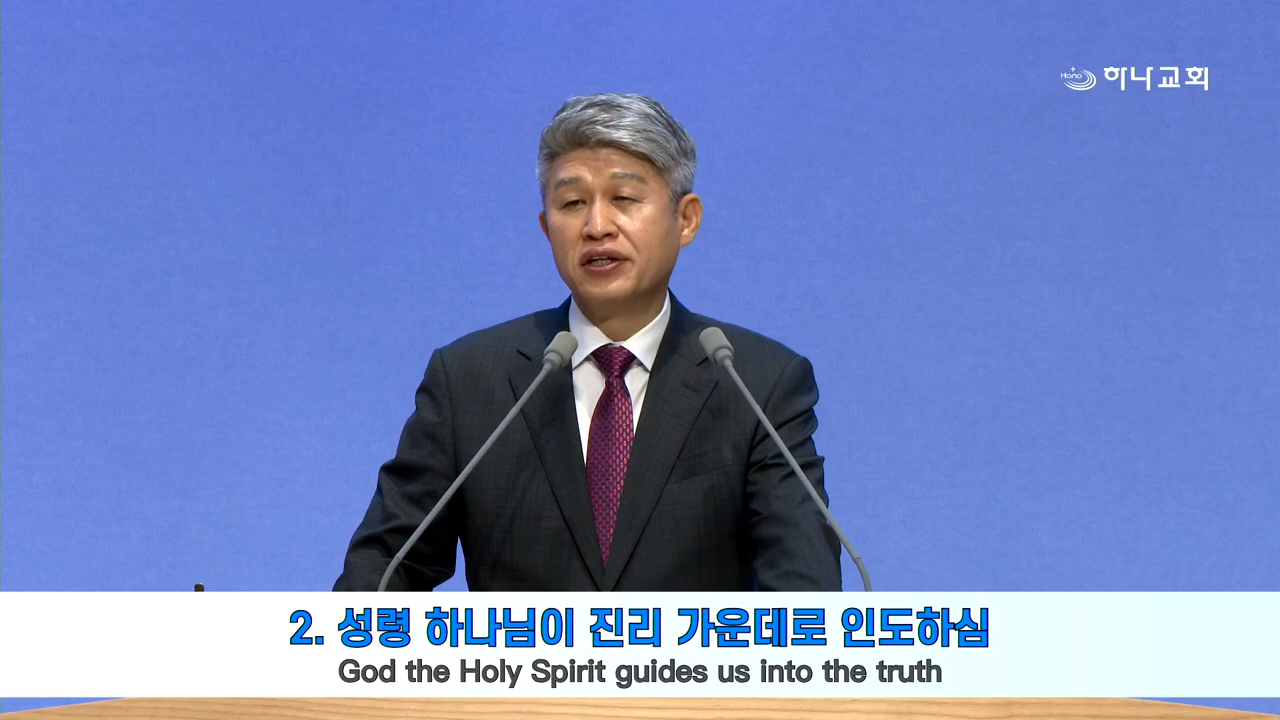 Hana 하나교회
2. 성령 하나님이 진리 가운데로 인도하심
God the Holy Spirit guides us into the truth